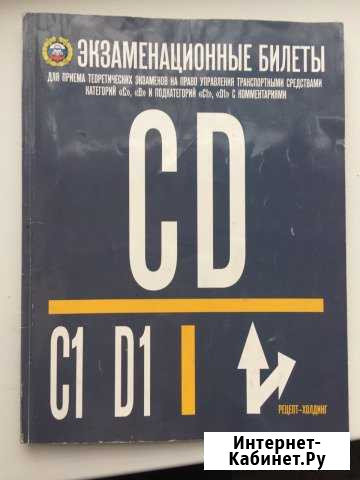 ЭКЗАМЕНАЦИОННЫЕ БИЛЕТЫ
ДЛЯ ПРИЕМА ТЕОРЕТИЧЕСКИХ ЭКЗАМЕНОВ НА ПРАВО УПРАВЛЕНИЯ ТРАНСПОРТНЫМИ СРЕДСТВАМИ
КАТЕГОРИЙ «C», «D» И ПОДКАТЕГОРИЙ «C1», «D1» С КОММЕНТАРИЯМИ
CD
C1 D1
РЕЦЕПТ-ХОЛДИНГ
Интернет-
Кабинет.Ру